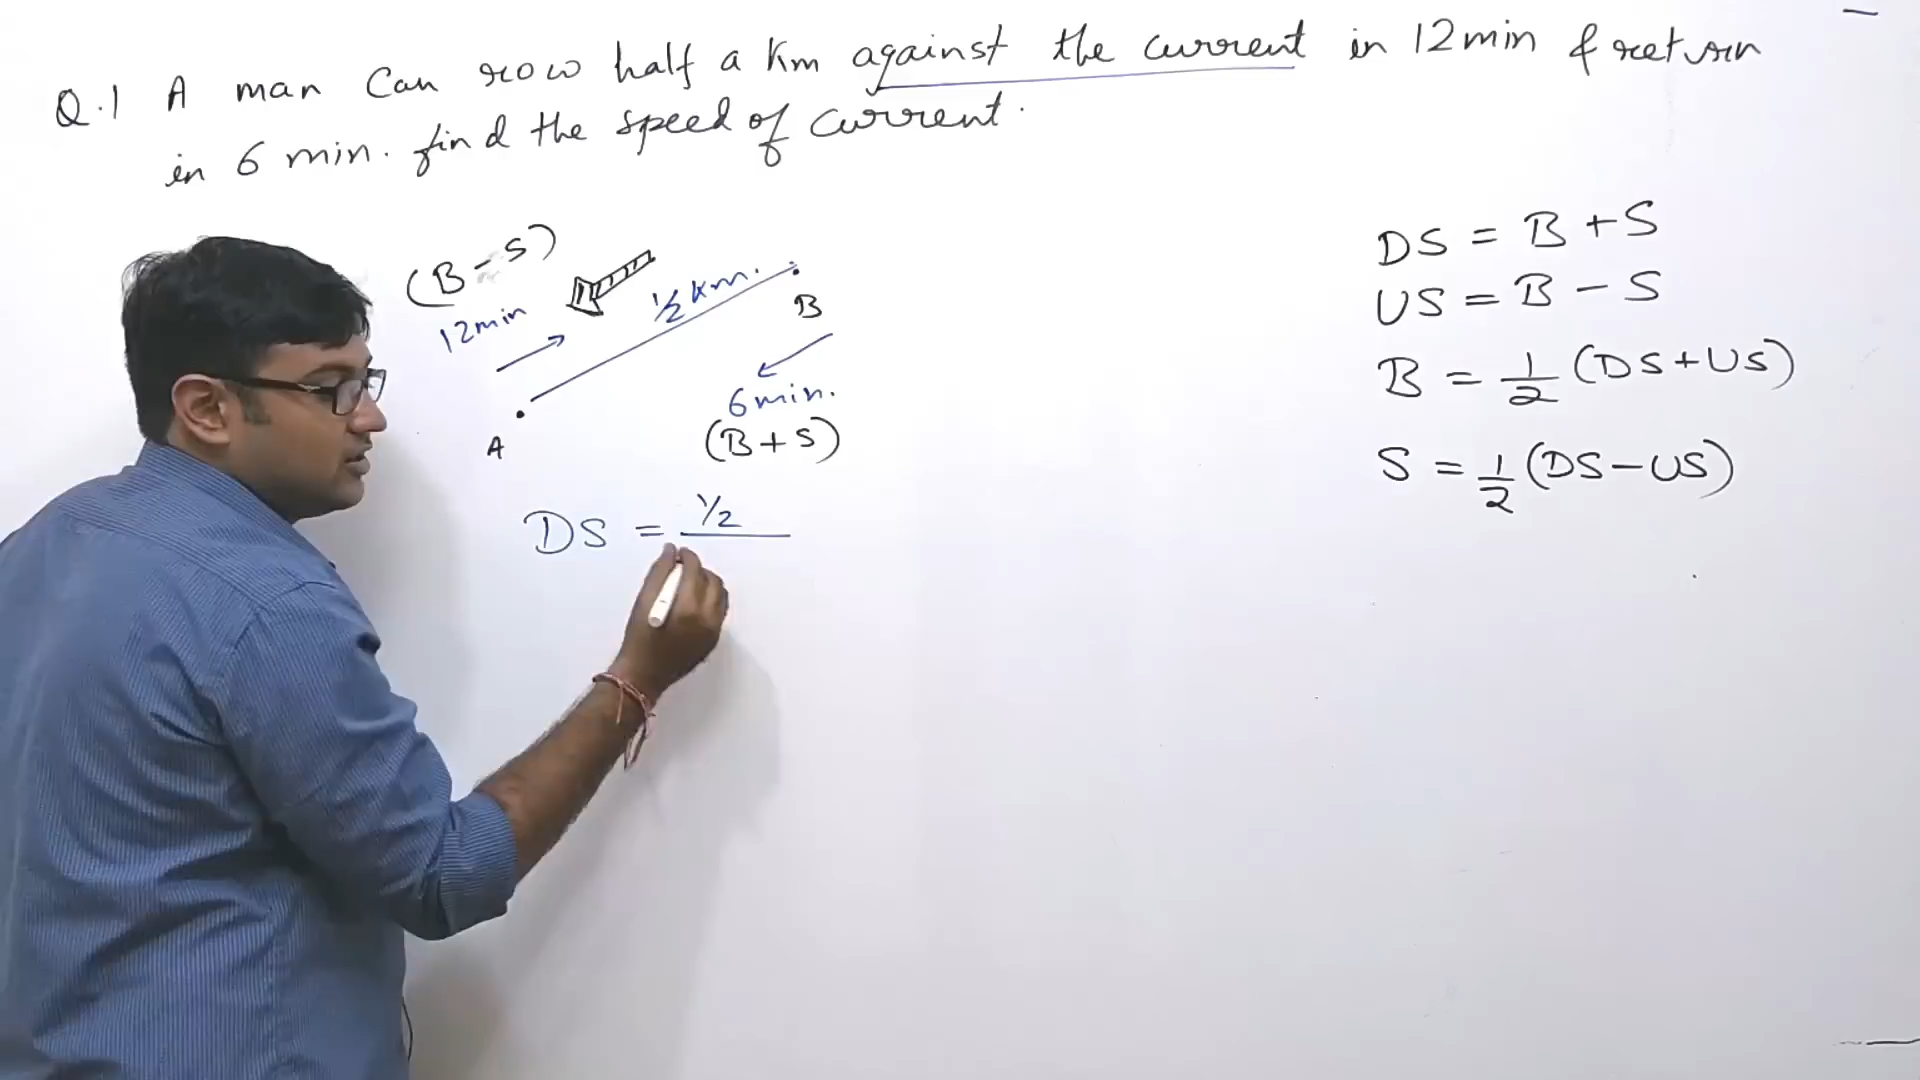 Q.1 A man Can row half a Km against the current in 12min & return
in 6 min. find the speed of current.
(B-S)
12min
1/2 Km.
A
B
6min.
(B+S)
DS = 1/2
DS = B+S
US = B-S
B = 1/2 (DS+US)
S = 1/2 (DS-US)